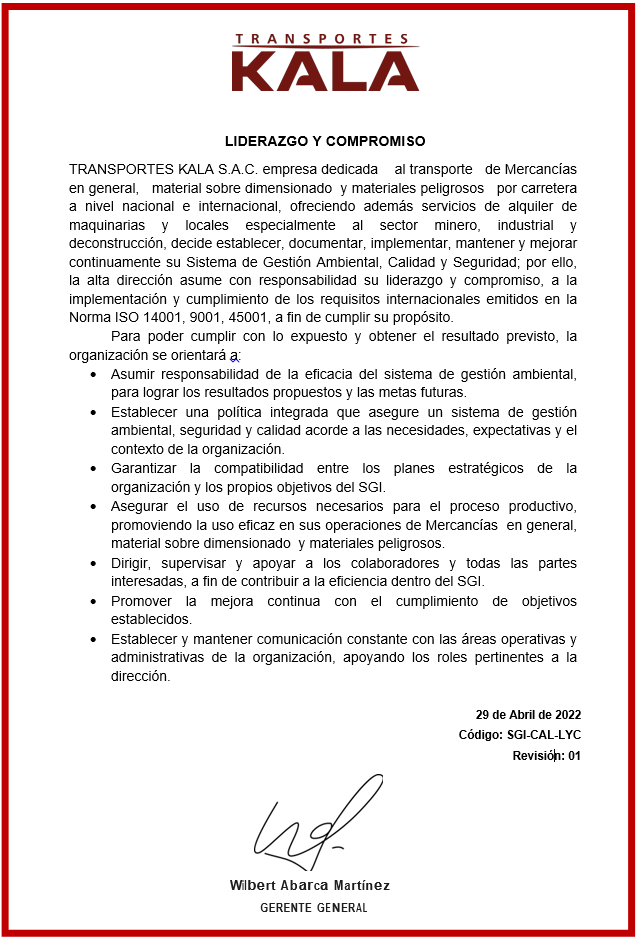 TRANSPORTES
KALA
LIDERAZGO Y COMPROMISO
TRANSPORTES KALA S.A.C. empresa dedicada al transporte de Mercancías
en general, material sobre dimensionado y materiales peligrosos por carretera
a nivel nacional e internacional, ofreciendo además servicios de alquiler de
maquinarias y locales especialmente al sector minero, industrial y
deconstrucción, decide establecer, documentar, implementar, mantener y mejorar
continuamente su Sistema de Gestión Ambiental, Calidad y Seguridad; por ello,
la alta dirección asume con responsabilidad su liderazgo y compromiso, a la
implementación y cumplimiento de los requisitos internacionales emitidos en la
Norma ISO 14001, 9001, 45001, a fin de cumplir su propósito.
Para poder cumplir con lo expuesto y obtener el resultado previsto, la
organización se orientará a:
• Asumir responsabilidad de la eficacia del sistema de gestión ambiental,
para lograr los resultados propuestos y las metas futuras.
• Establecer una política integrada que asegure un sistema de gestión
ambiental, seguridad y calidad acorde a las necesidades, expectativas y el
contexto de la organización.
• Garantizar la compatibilidad entre los planes estratégicos de la
organización y los propios objetivos del SGI.
• Asegurar el uso de recursos necesarios para el proceso productivo,
promoviendo la uso eficaz en sus operaciones de Mercancías en general,
material sobre dimensionado y materiales peligrosos.
• Dirigir, supervisar y apoyar a los colaboradores y todas las partes
interesadas, a fin de contribuir a la eficiencia dentro del SGI.
• Promover la mejora continua con el cumplimiento de objetivos
establecidos.
• Establecer y mantener comunicación constante con las áreas operativas y
administrativas de la organización, apoyando los roles pertinentes a la
dirección.
29 de Abril de 2022
Código: SGI-CAL-LYC
Revisión: 01
Wilbert Abarca Martínez
GERENTE GENERAL